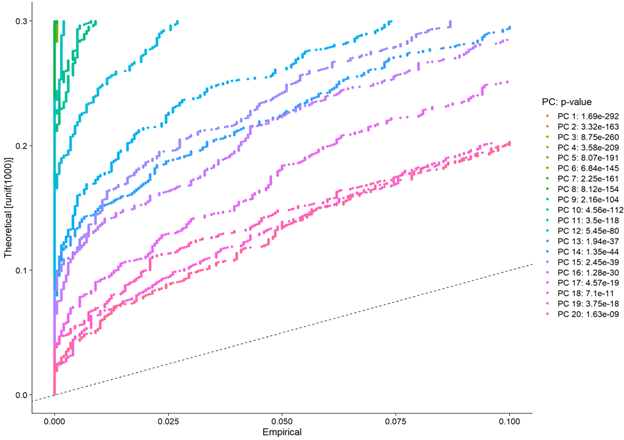 0.3
0.2
0.1
0.0
Theoretical [unif(1000)]
0.000
0.025
0.050
0.075
0.100
Empirical
PC: p-value
PC 1: 1.69e-292
PC 2: 3.32e-163
PC 3: 8.75e-260
PC 4: 3.58e-209
PC 5: 8.07e-191
PC 6: 6.84e-145
PC 7: 2.25e-161
PC 8: 8.12e-154
PC 9: 2.16e-104
PC 10: 4.56e-112
PC 11: 3.5e-118
PC 12: 5.45e-80
PC 13: 1.94e-37
PC 14: 1.35e-44
PC 15: 2.45e-39
PC 16: 1.28e-30
PC 17: 4.57e-19
PC 18: 7.1e-11
PC 19: 3.75e-18
PC 20: 1.63e-09